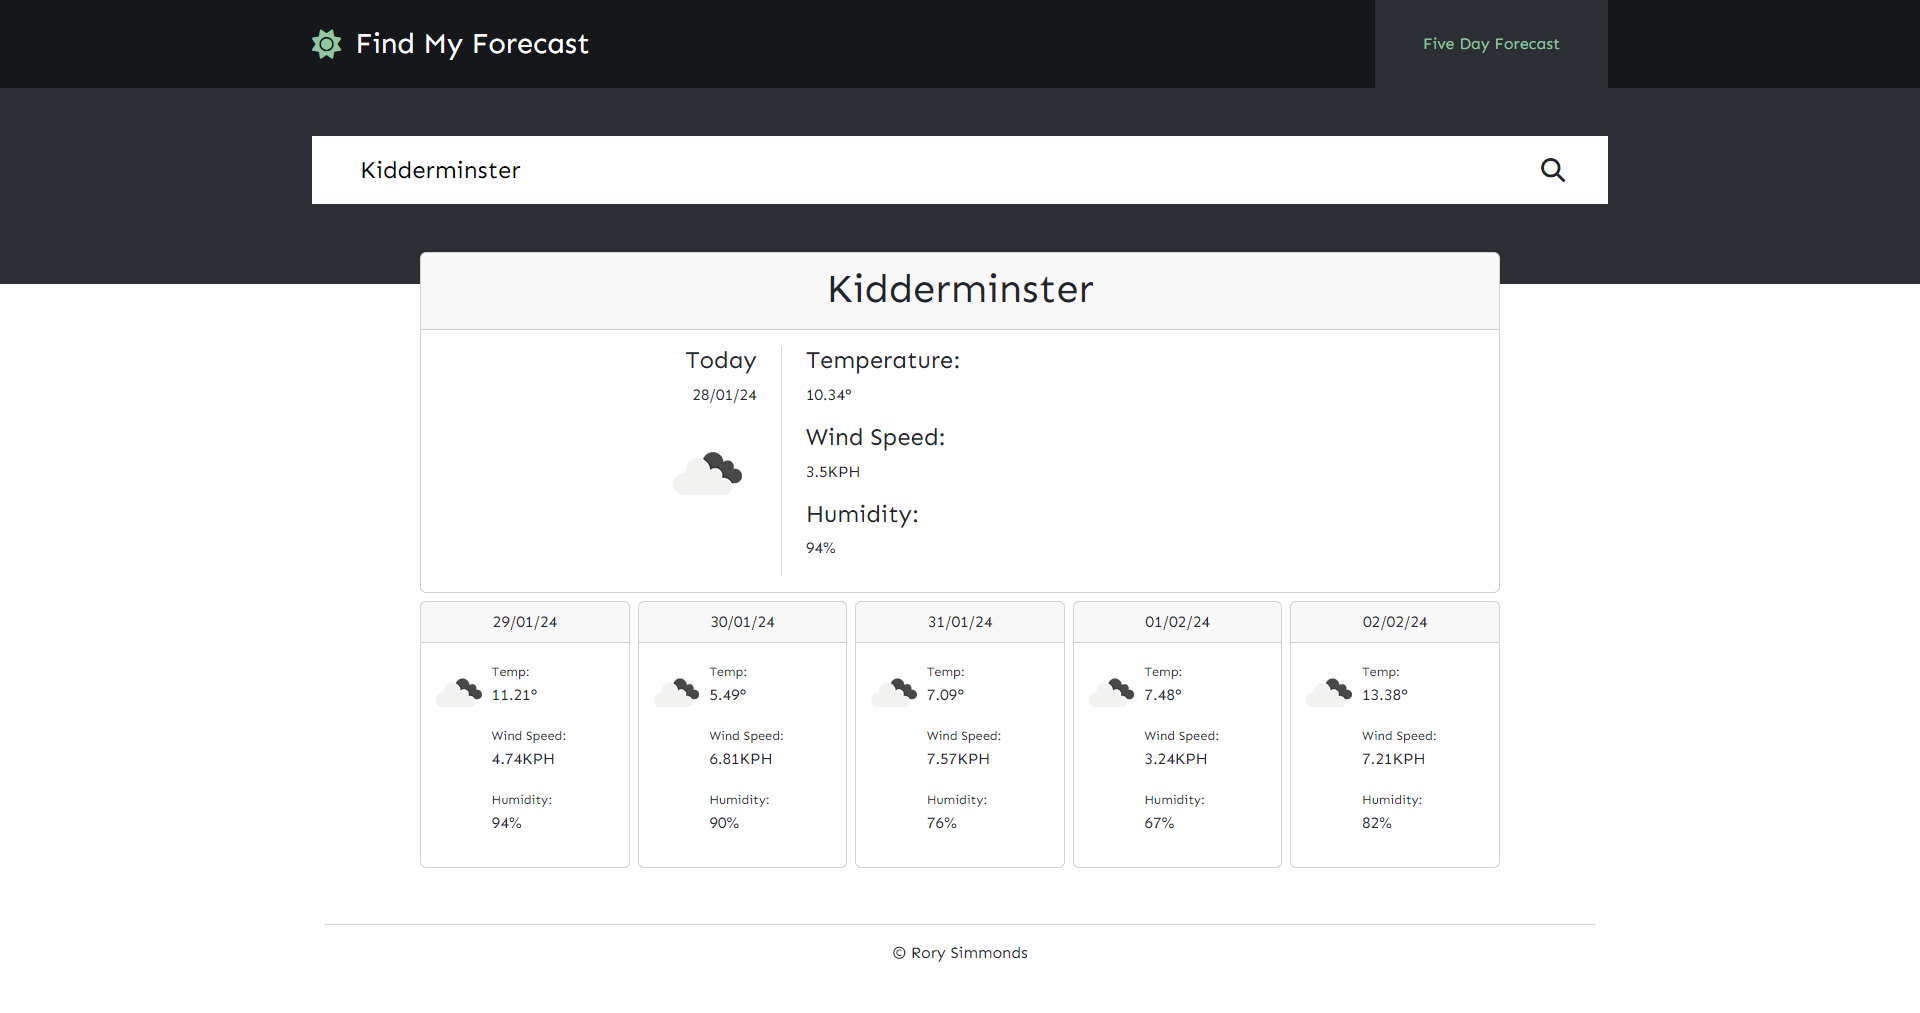 Find My Forecast
Five Day Forecast
Kidderminster
Kidderminster
Today
28/01/24
Temperature:
10.34°
Wind Speed:
3.5KPH
Humidity:
94%
29/01/24
Temp:
11.21°
Wind Speed:
4.74KPH
Humidity:
94%
30/01/24
Temp:
5.49°
Wind Speed:
6.81KPH
Humidity:
90%
31/01/24
Temp:
7.09°
Wind Speed:
7.57KPH
Humidity:
76%
01/02/24
Temp:
7.48°
Wind Speed:
3.24KPH
Humidity:
67%
02/02/24
Temp:
13.38°
Wind Speed:
7.21KPH
Humidity:
82%
© Rory Simmonds